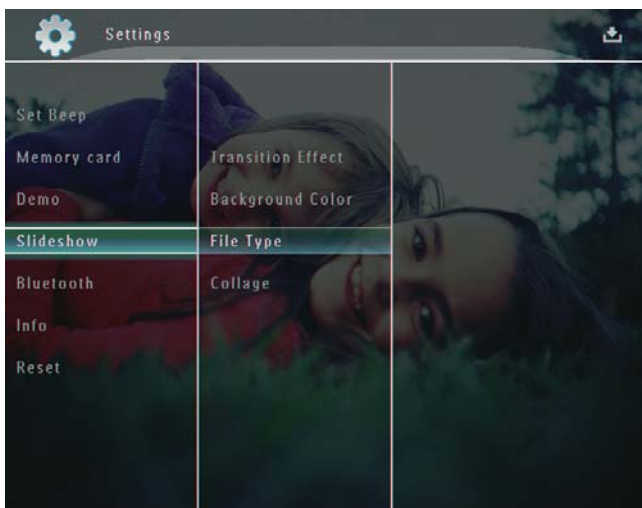 Settings
Set Beep
Memory card
Demo
Slideshow
Bluetooth
Info
Reset
Transition Effect
Background Color
File Type
Collage